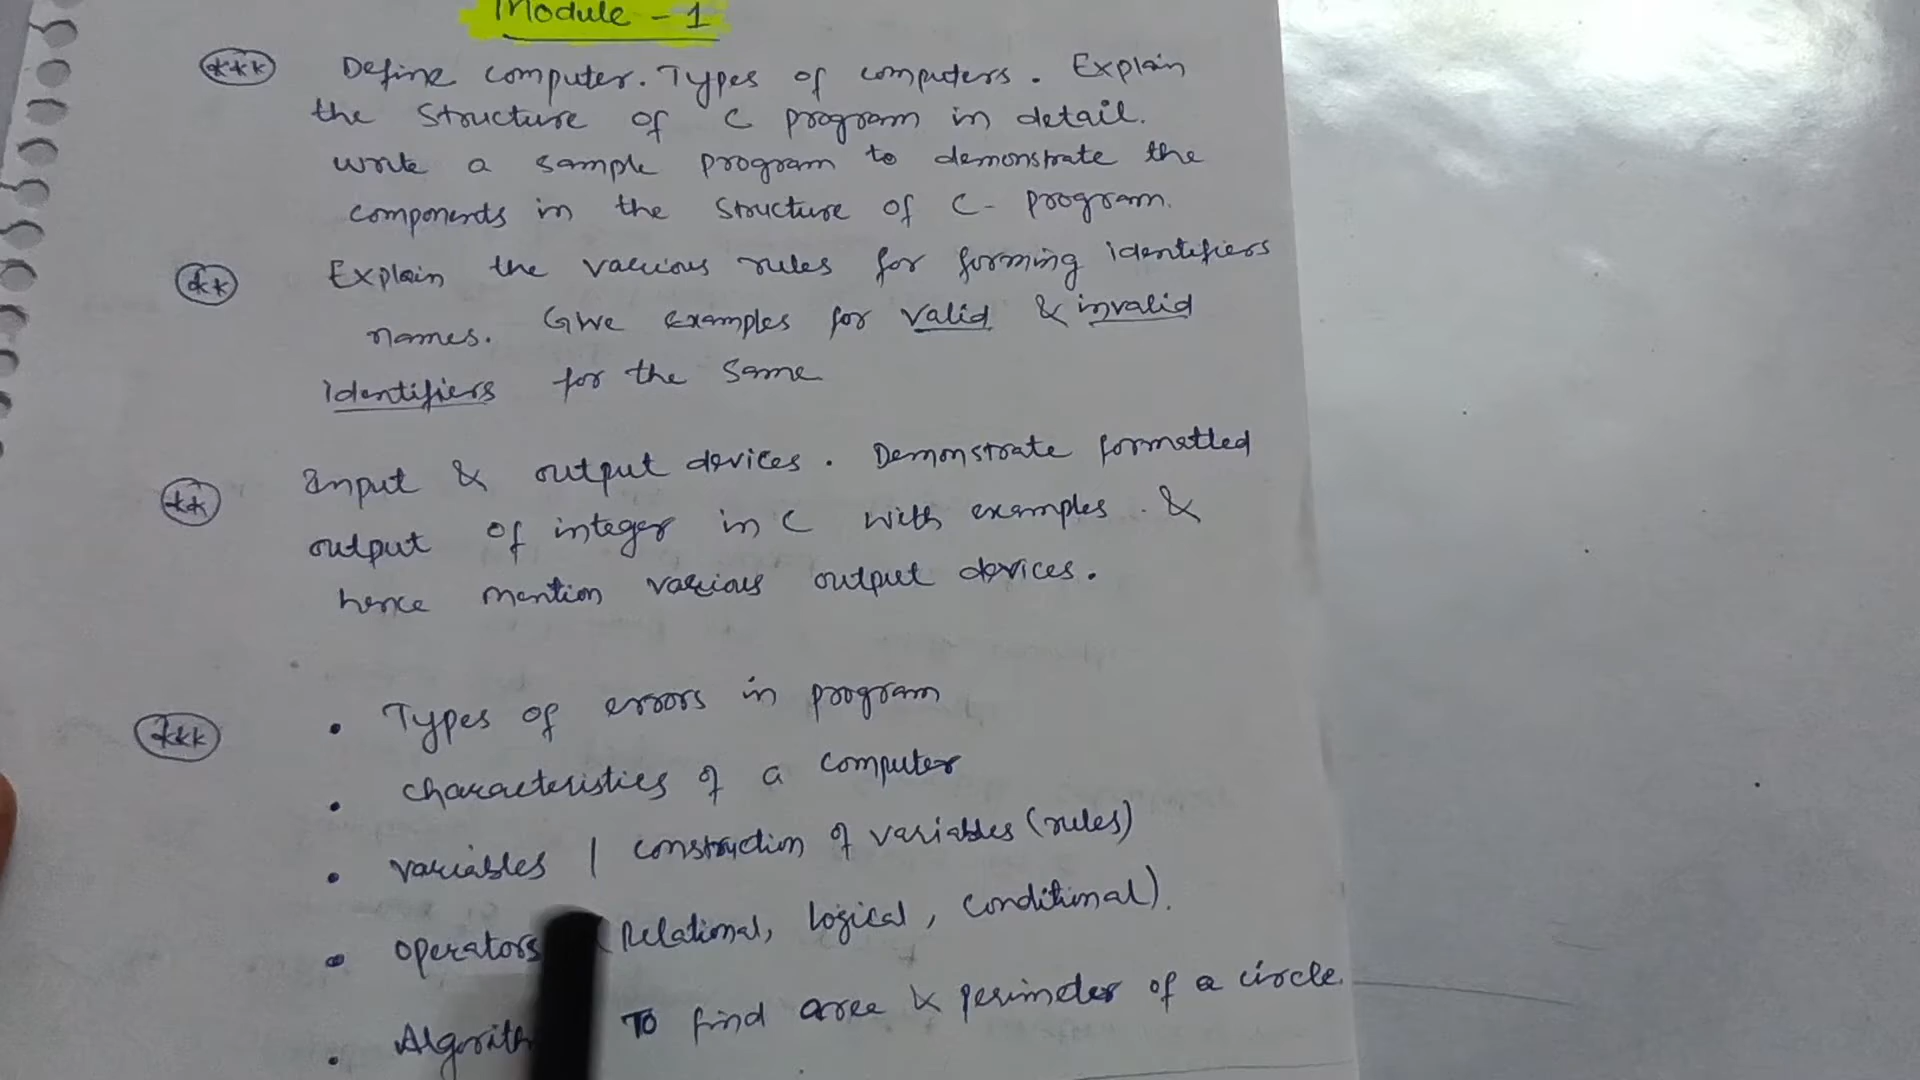 Module - 1
*** Define computer. Types of computers. Explain
the structure of C program in detail.
write a sample program to demonstrate the
components in the structure of C - program.
** Explain the various rules for forming identifiers
names. Give examples for valid & invalid
identifiers for the same
** Input & output devices. Demonstrate formatted
output of integer in C with examples. &
hence mention various output devices.
*** • Types of errors in program
• characteristics of a computer
• variables | construction of variables (rules)
• operators (Relational, logical, conditional).
• To find area & perimeter of a circle.